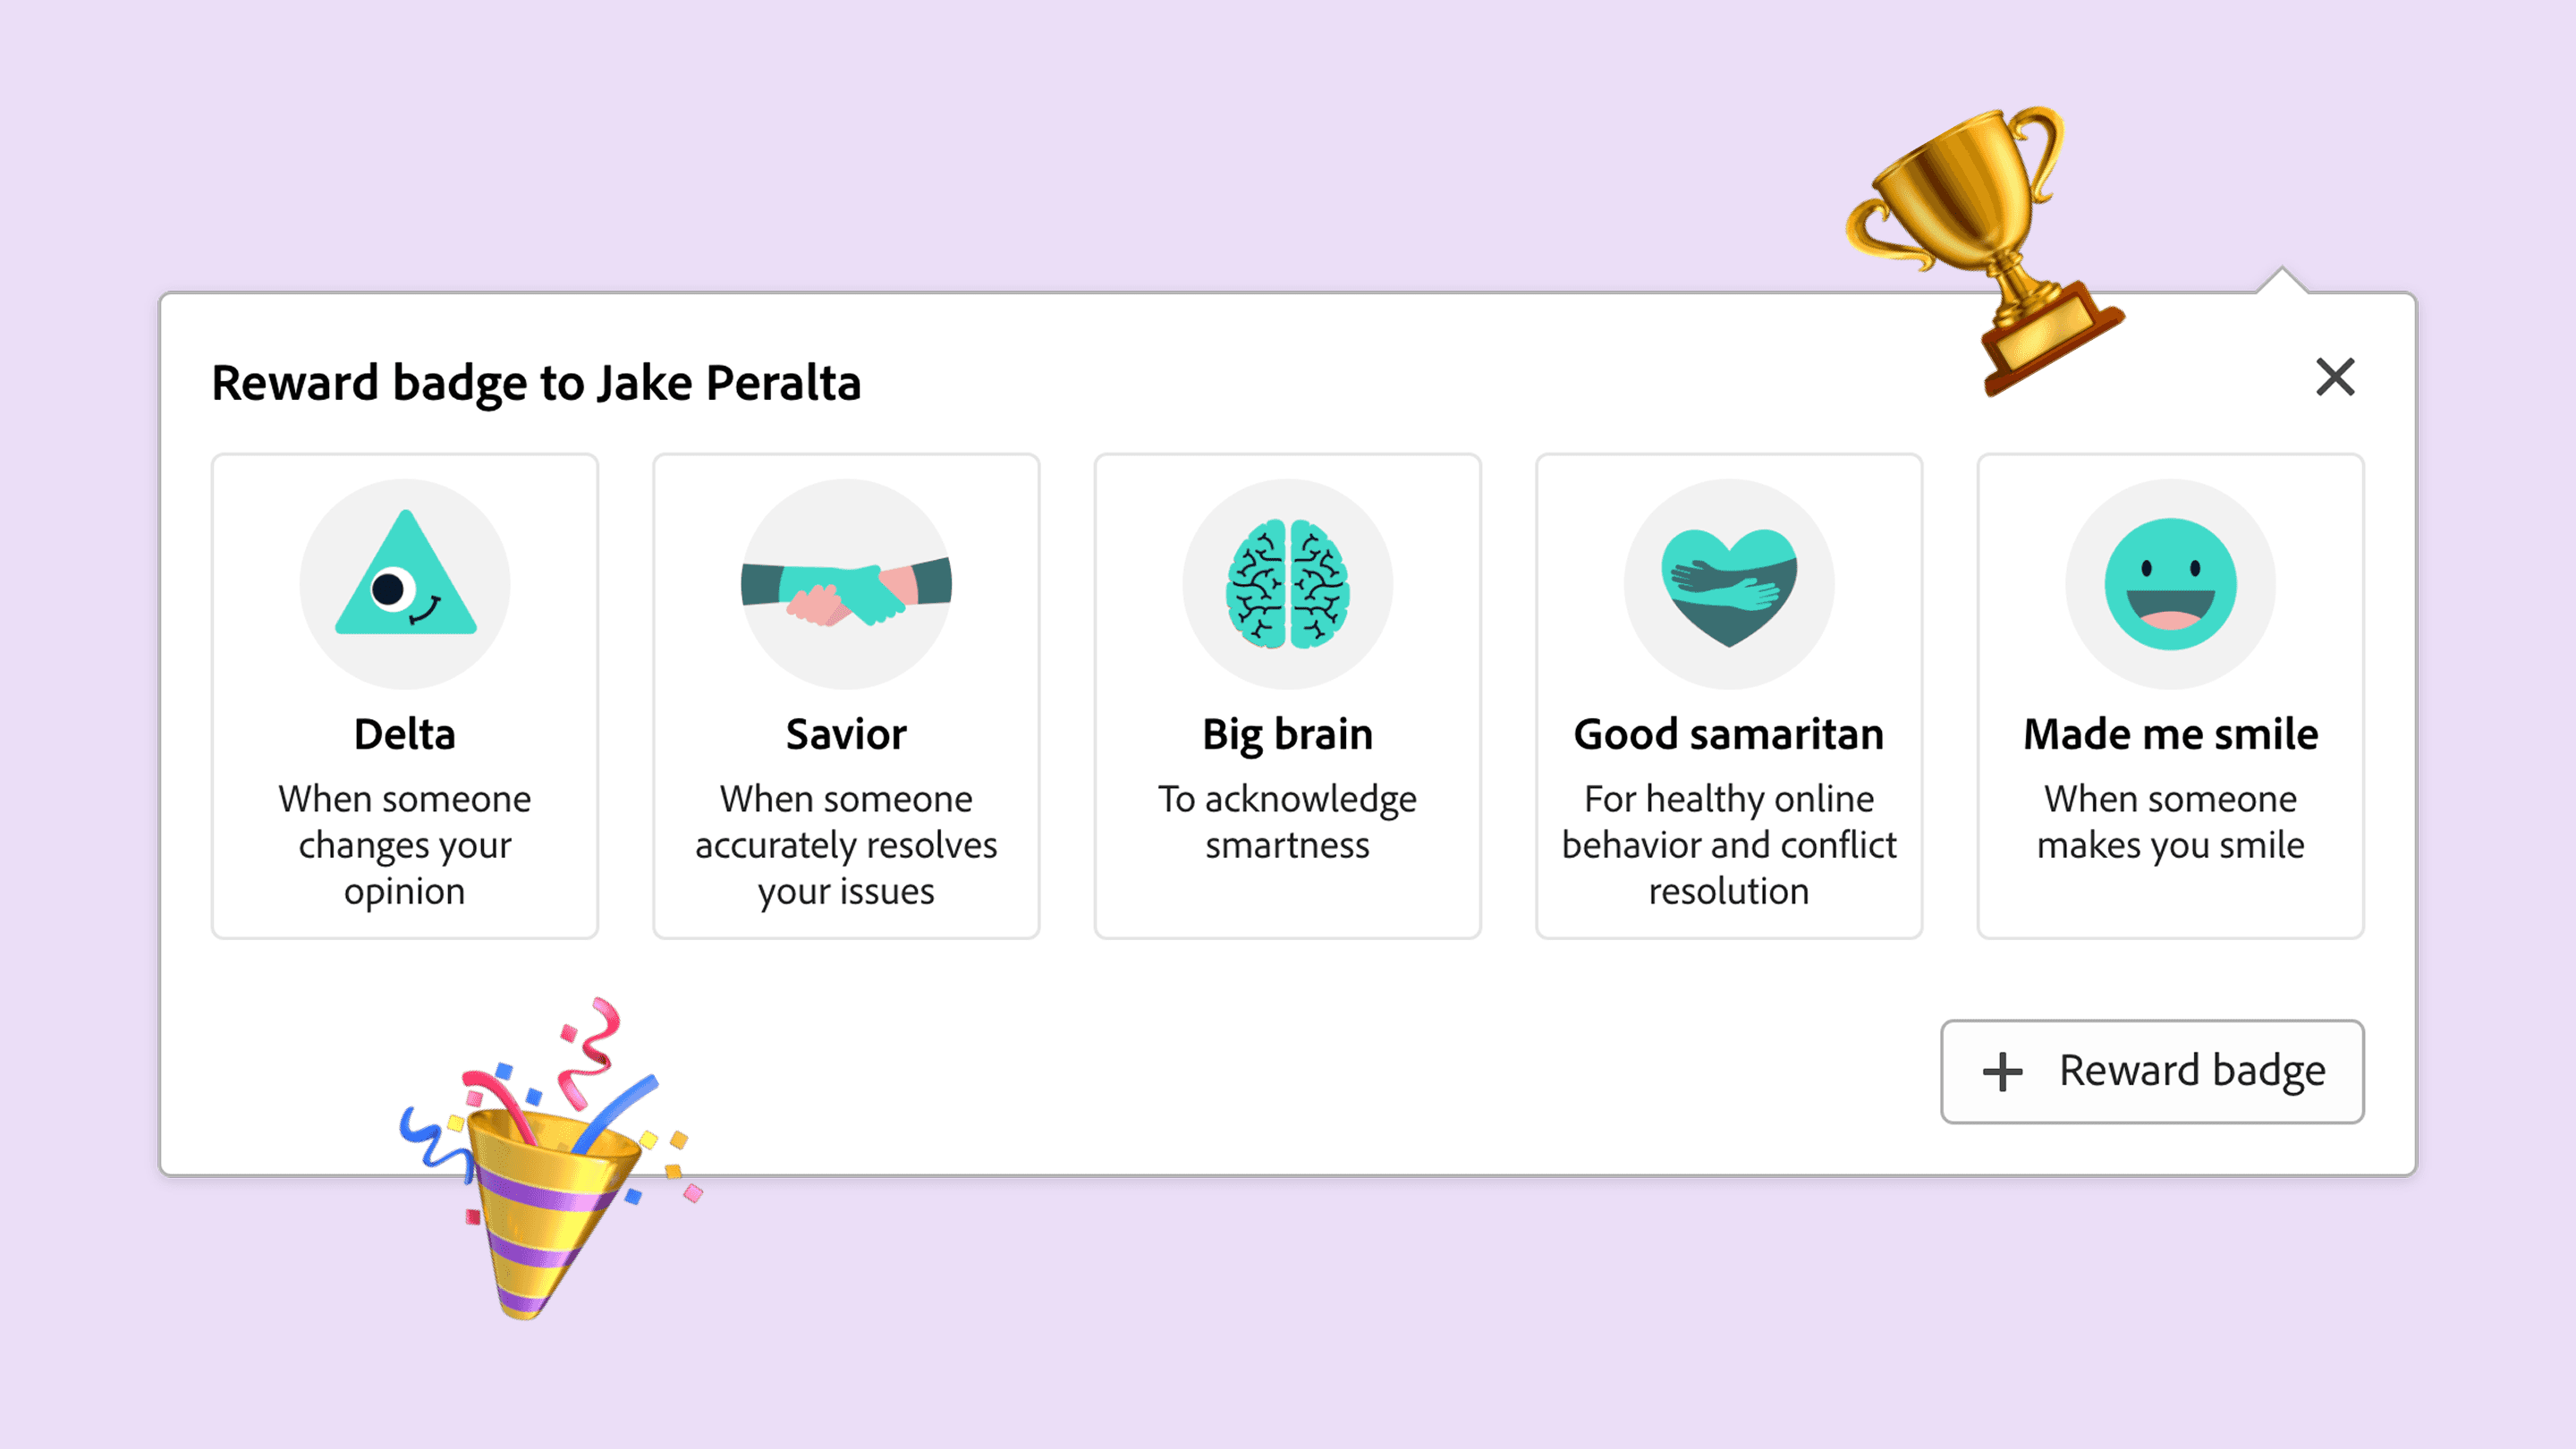 Reward badge to Jake Peralta
Delta
When someone
changes your
opinion
Savior
When someone
accurately resolves
your issues
Big brain
To acknowledge
smartness
Good samaritan
For healthy online
behavior and conflict
resolution
Made me smile
When someone
makes you smile
Reward badge